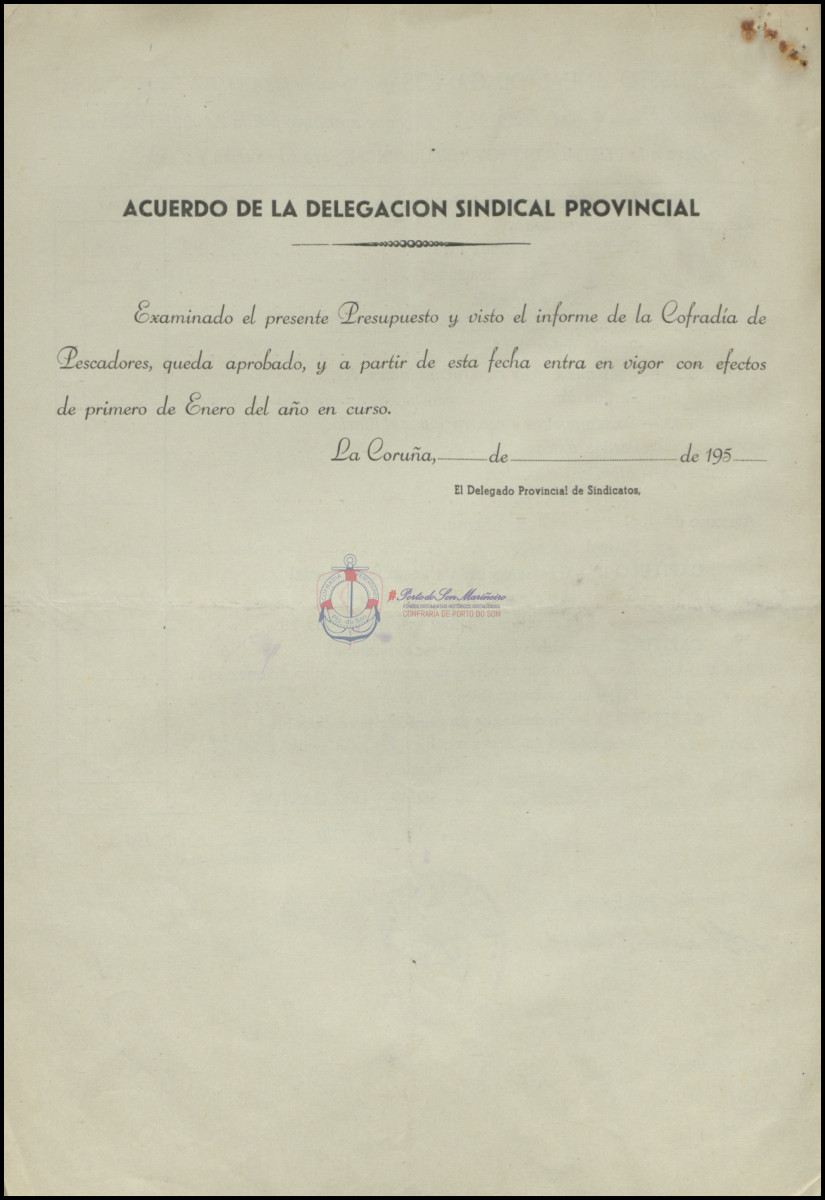 ACUERDO DE LA DELEGACION SINDICAL PROVINCIAL
Examinado el presente Presupuesto y visto el informe de la Cofradía de
Pescadores, queda aprobado, y a partir de esta fecha entra en vigor con efectos
de primero de Enero del año en curso.
La Coruña, de de 195
El Delegado Provincial de Sindicatos,
Porto do Son Mariñeiro
CONFRARIA DE PORTO DO SON